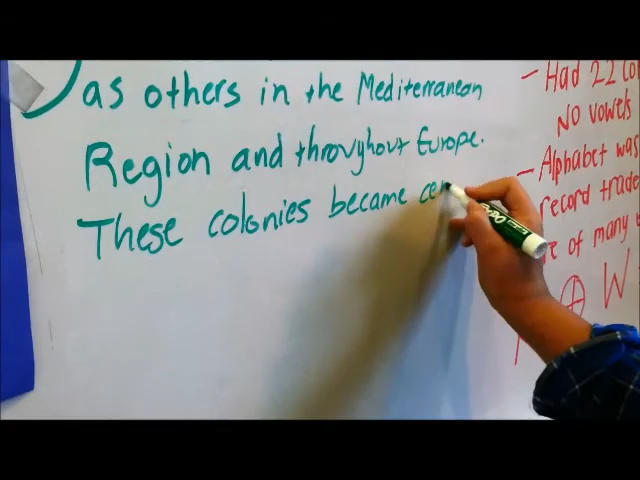 as others in the Mediterranean
Region and throughout Europe.
These colonies became cen
- Had 22 co
No vowels
- Alphabet was
record trade
of many
W